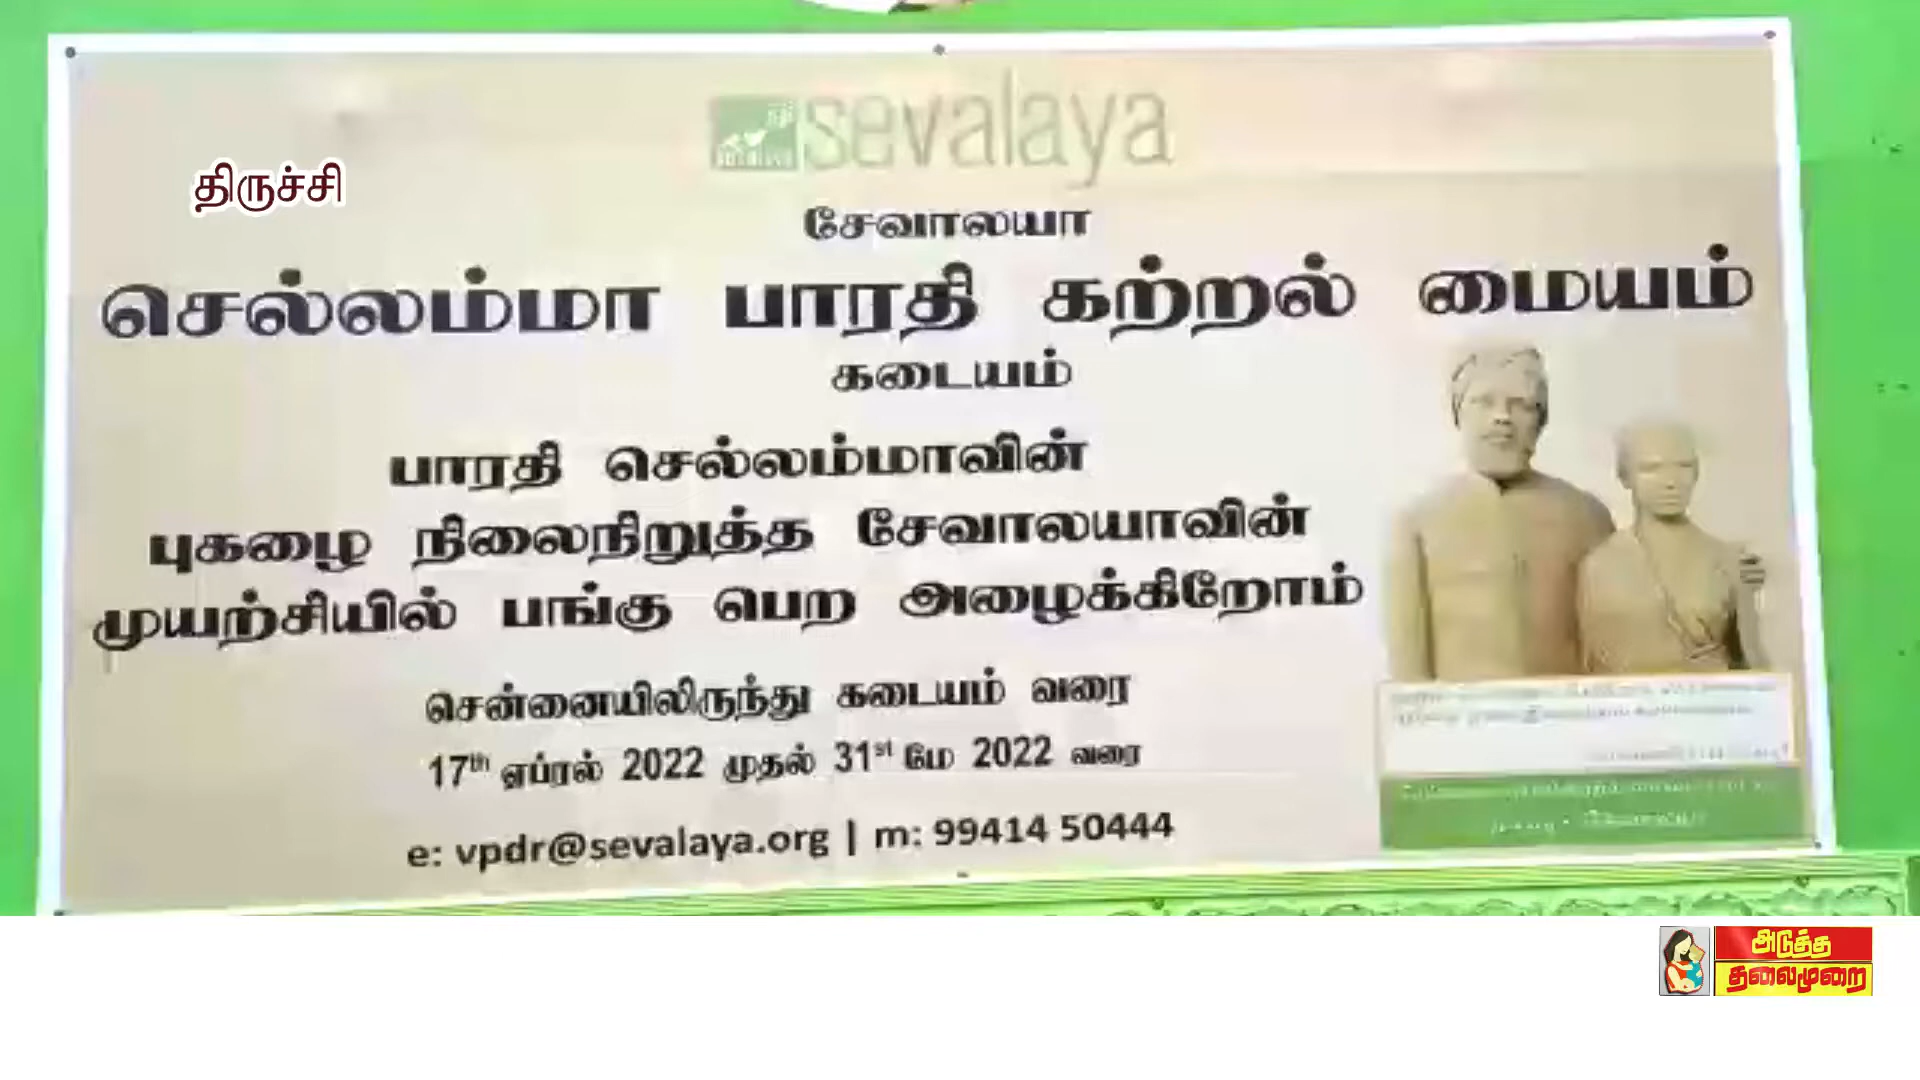 sevalaya
திருச்சி
சேவாலயா
செல்லம்மா பாரதி கற்றல் மையம்
கடையம்
பாரதி செல்லம்மாவின்
புகழை நிலைநிறுத்த சேவாலயாவின்
முயற்சியில் பங்கு பெற அழைக்கிறோம்
சென்னையிலிருந்து கடையம் வரை
17th ஏப்ரல் 2022 முதல் 31st மே 2022 வரை
e: vpdr@sevalaya.org | m: 99414 50444
அடுத்த
தலைமுறை